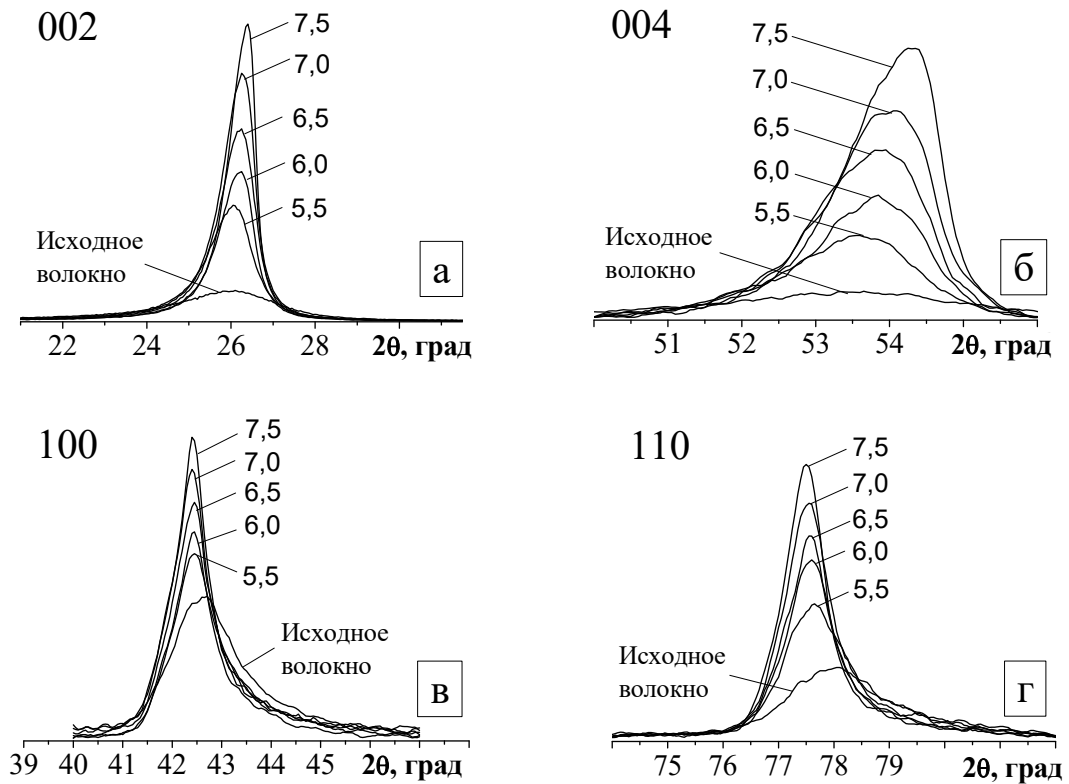 002
7,5
7,0
6,5
6,0
5,5
Исходное
волокно
а
22 24 26 28 2θ, град
004
7,5
7,0
6,5
6,0
5,5
Исходное
волокно
б
51 52 53 54 2θ, град
100
7,5
7,0
6,5
6,0
5,5
Исходное
волокно
в
39 40 41 42 43 44 45 2θ, град
110
7,5
7,0
6,5
6,0
5,5
Исходное
волокно
г
75 76 77 78 79 2θ, град